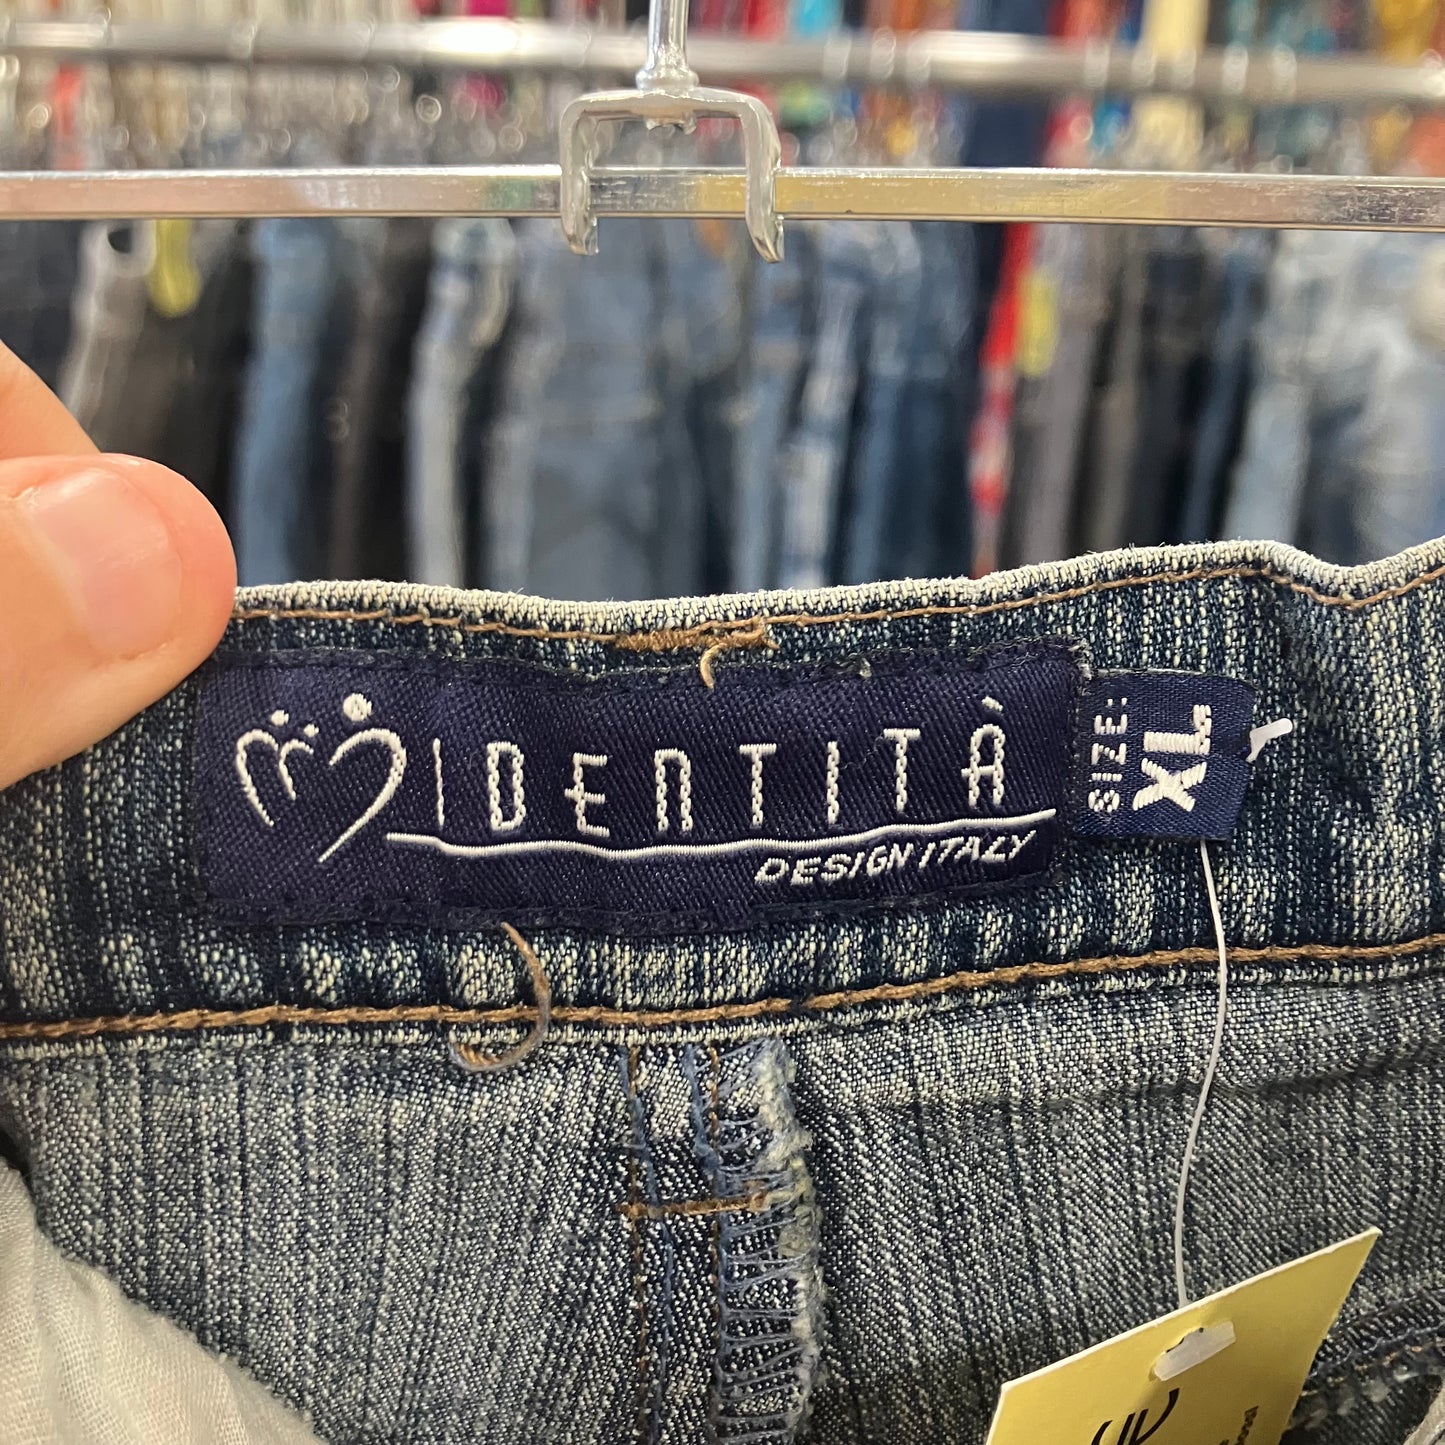 IDENTITÀ
DESIGN ITALY
SIZE:
XL